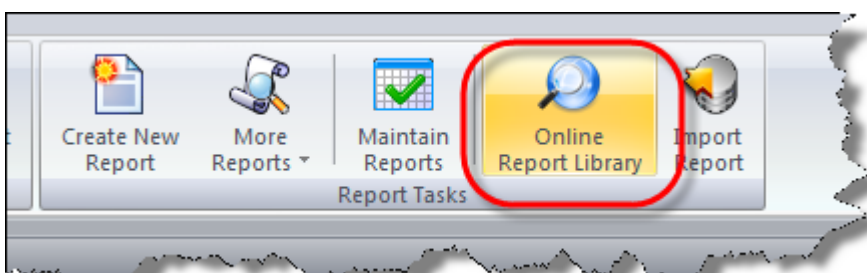 Create New
Report
More
Reports
Maintain
Reports
Online
Report Library
Import
Report
Report Tasks